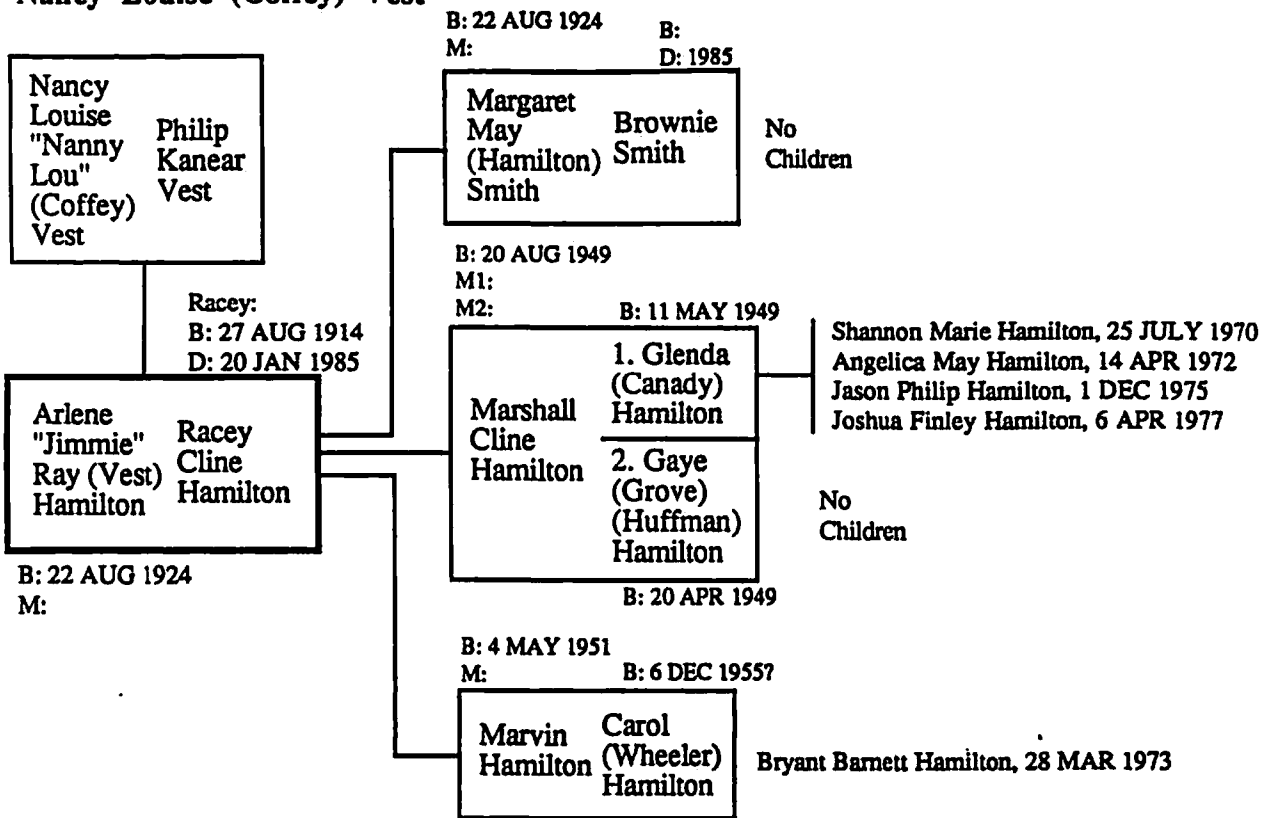 Nancy Louise (Coffey) Vest
Nancy
Louise
"Nanny
Lou"
(Coffey)
Vest
Philip
Kanear
Vest
Racey:
B: 27 AUG 1914
D: 20 JAN 1985
Arlene
"Jimmie"
Ray (Vest)
Hamilton
Racey
Cline
Hamilton
B: 22 AUG 1924
M:
B: 22 AUG 1924
M:
B:
D: 1985
Margaret
May
(Hamilton)
Smith
Brownie
Smith
No
Children
B: 20 AUG 1949
M1:
M2:
B: 11 MAY 1949
Marshall
Cline
Hamilton
1. Glenda
(Canady)
Hamilton
2. Gaye
(Grove)
(Huffman)
Hamilton
B: 20 APR 1949
Shannon Marie Hamilton, 25 JULY 1970
Angelica May Hamilton, 14 APR 1972
Jason Philip Hamilton, 1 DEC 1975
Joshua Finley Hamilton, 6 APR 1977
No
Children
B: 4 MAY 1951
M:
B: 6 DEC 1955?
Marvin
Hamilton
Carol
(Wheeler)
Hamilton
Bryant Barnett Hamilton, 28 MAR 1973